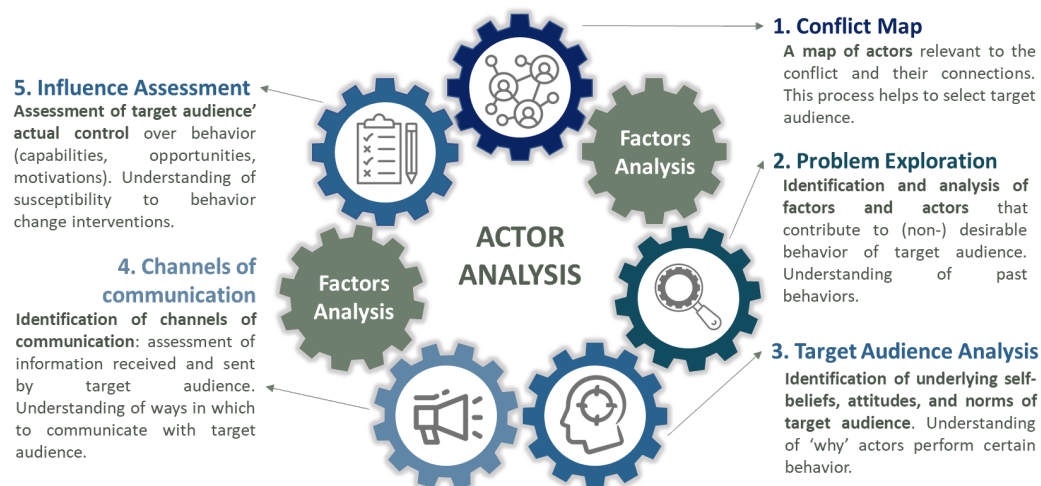 1. Conflict Map
A map of actors relevant to the
conflict and their connections.
This process helps to select target
audience.
Factors
Analysis
2. Problem Exploration
Identification and analysis of
factors and actors that
contribute to (non-) desirable
behavior of target audience.
Understanding of past
behaviors.
3. Target Audience Analysis
Identification of underlying self-
beliefs, attitudes, and norms of
target audience. Understanding
of ‘why’ actors perform certain
behavior.
ACTOR
ANALYSIS
5. Influence Assessment
Assessment of target audience’
actual control over behavior
(capabilities, opportunities,
motivations). Understanding of
susceptibility to behavior
change interventions.
Factors
Analysis
4. Channels of
communication
Identification of channels of
communication: assessment of
information received and sent
by target audience.
Understanding of ways in which
to communicate with target
audience.